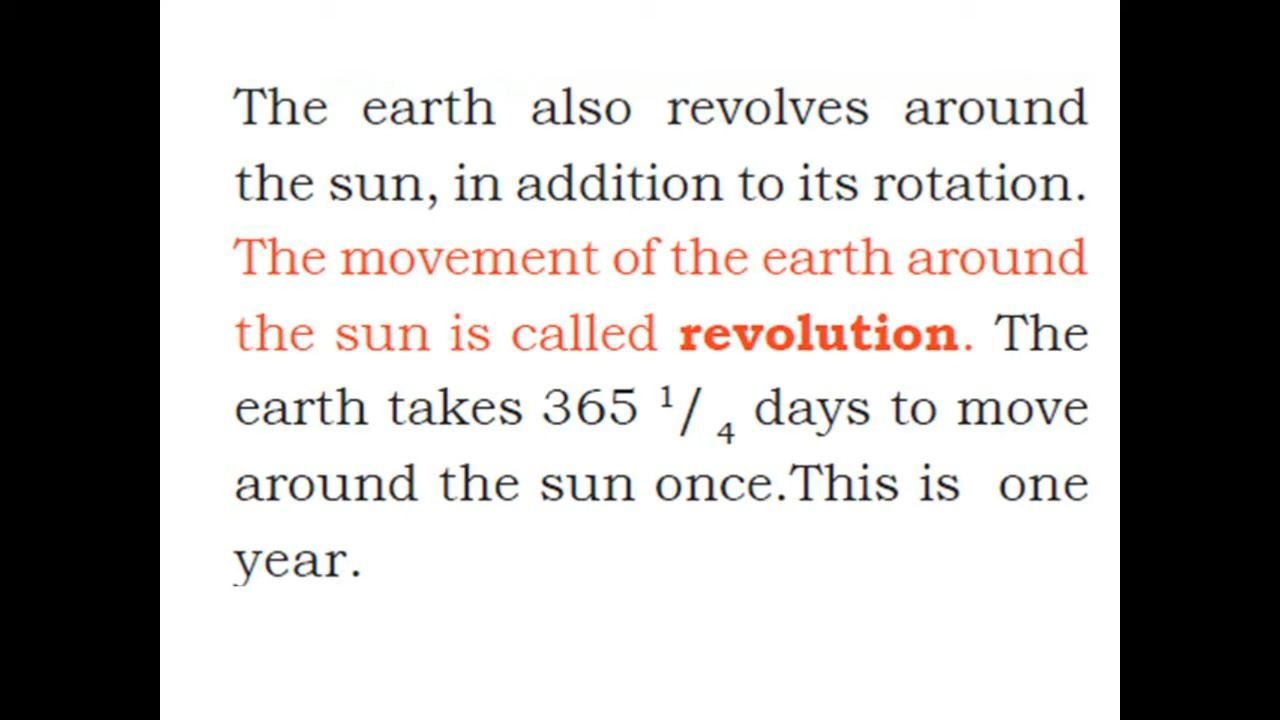 The earth also revolves around
the sun, in addition to its rotation.
The movement of the earth around
the sun is called revolution. The
earth takes 365 1/4 days to move
around the sun once.This is one
year.